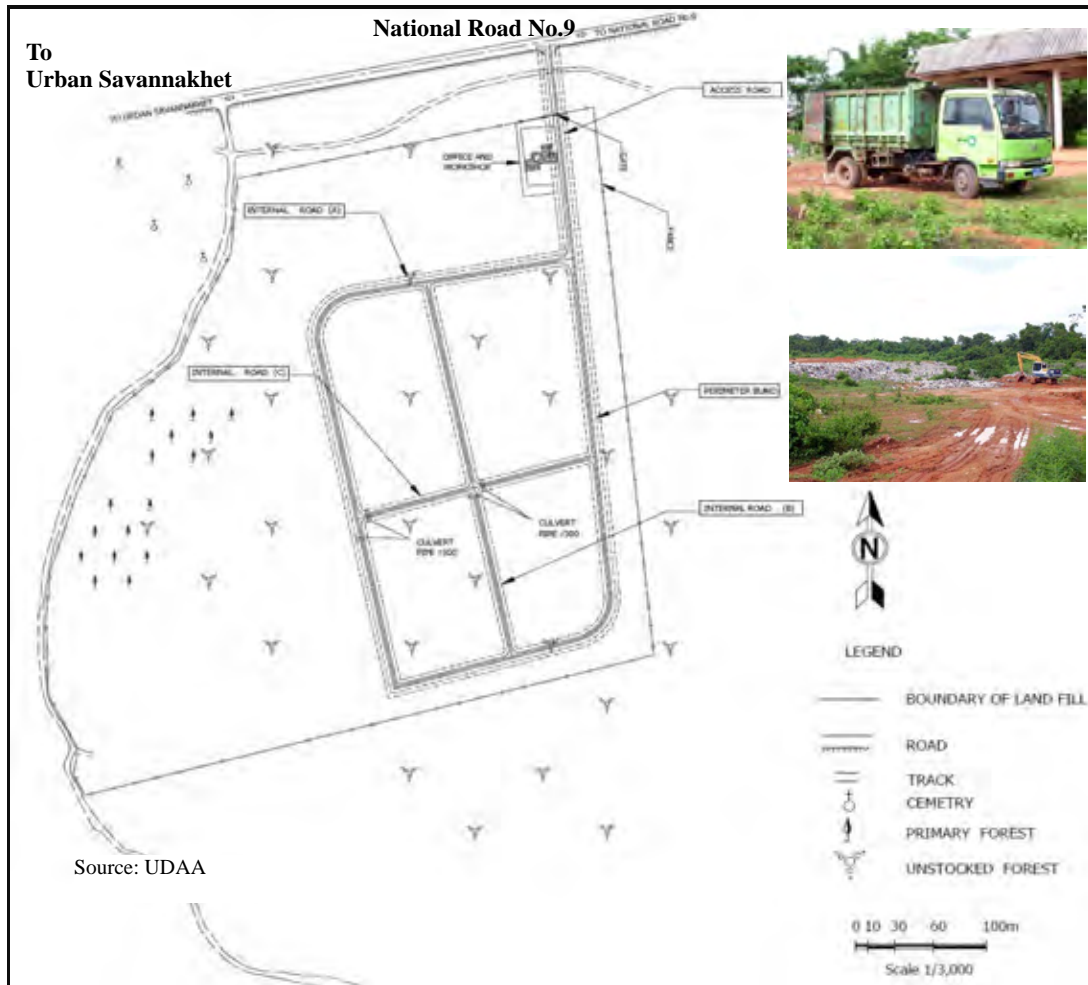 National Road No.9
TO NATIONAL ROAD No.9
To
Urban Savannakhet
TO URBAN SAVANNAKHET
ACCESS ROAD
OFFICE AND
WORKSHOP
GATE
FENCE
INTERNAL ROAD (A)
INTERNAL ROAD (C)
PERIMETER BUND
INTERNAL ROAD (B)
CULVERT
CULVERT
N
LEGEND
BOUNDARY OF LAND FILL
ROAD
TRACK
CEMETRY
PRIMARY FOREST
UNSTOCKED FOREST
Source: UDAA
0 10 30 60 100m
Scale 1/3,000